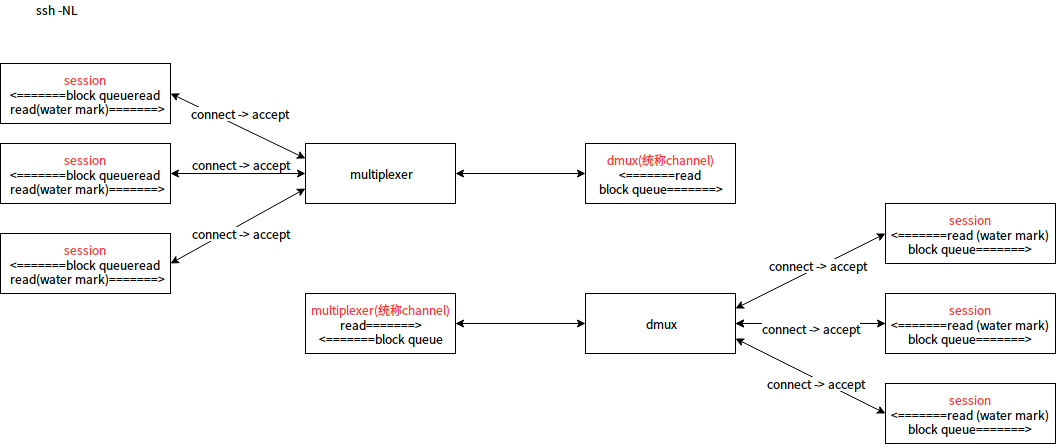 ssh -NL
session
<=======block queueread
read(water mark)=======>
connect -> accept
session
<=======block queueread
read(water mark)=======>
connect -> accept
multiplexer
dmux(统称channel)
<=======read
block queue=======>
session
<=======block queueread
read(water mark)=======>
connect -> accept
session
<=======read (water mark)
block queue=======>
connect -> accept
multiplexer(统称channel)
read=======>
<=======block queue
dmux
connect -> accept
session
<=======read (water mark)
block queue=======>
connect -> accept
session
<=======read (water mark)
block queue=======>